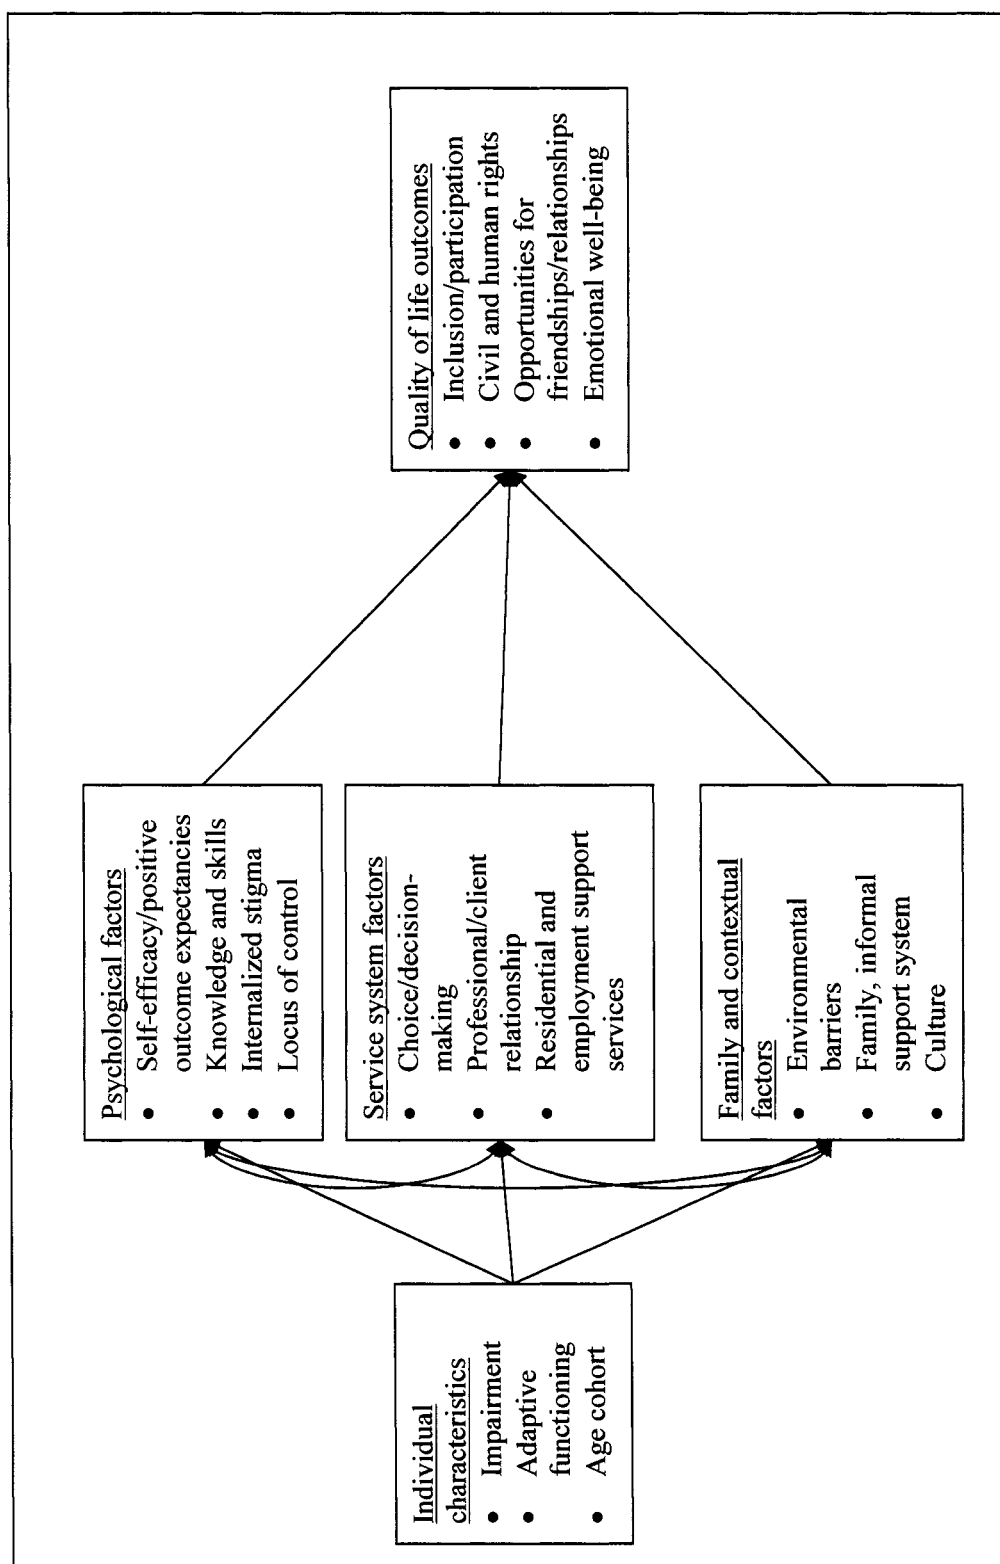 Individual
characteristics
• Impairment
• Adaptive
functioning
• Age cohort
Psychological factors
• Self-efficacy/positive
outcome expectancies
• Knowledge and skills
• Internalized stigma
• Locus of control
Service system factors
• Choice/decision-
making
• Professional/client
relationship
• Residential and
employment support
services
Family and contextual
factors
• Environmental
barriers
• Family, informal
support system
• Culture
Quality of life outcomes
• Inclusion/participation
• Civil and human rights
• Opportunities for
friendships/relationships
• Emotional well-being